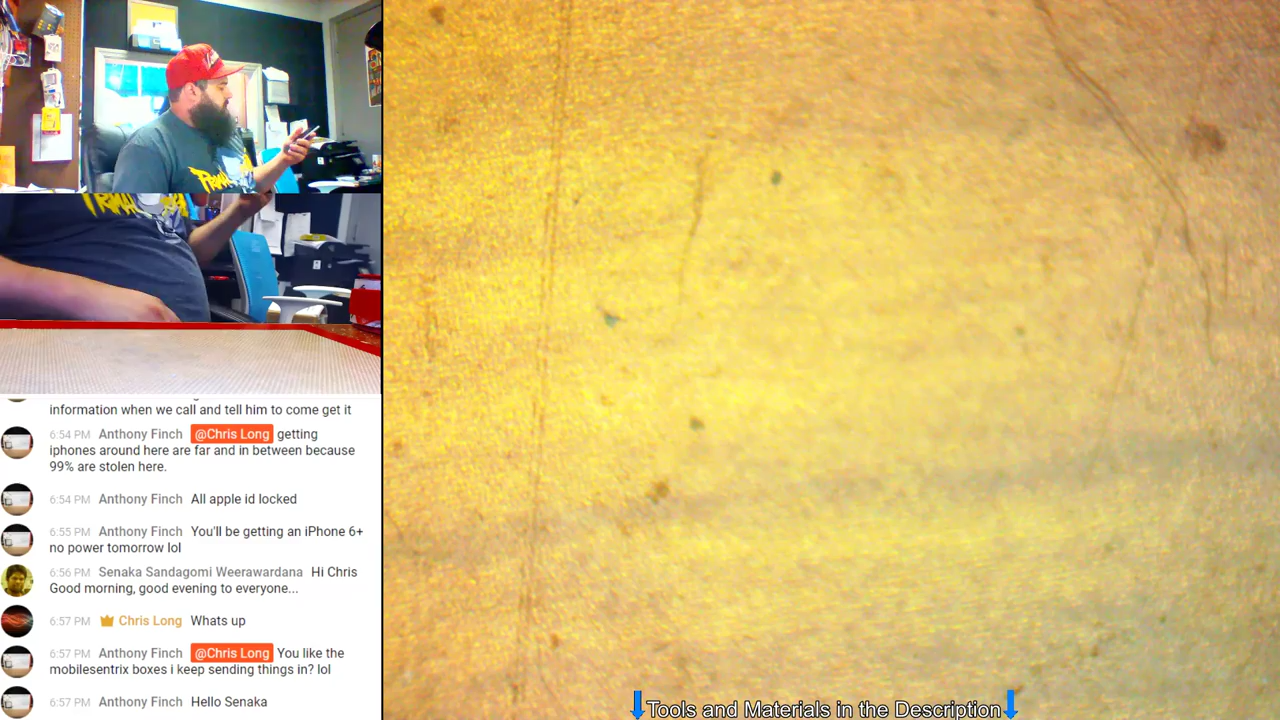 information when we call and tell him to come get it
6:54 PM Anthony Finch @Chris Long getting
iphones around here are far and in between because
99% are stolen here.
6:54 PM Anthony Finch All apple id locked
6:55 PM Anthony Finch You'll be getting an iPhone 6+
no power tomorrow lol
6:56 PM Senaka Sandagomi Weerawardana Hi Chris
Good morning, good evening to everyone...
6:57 PM Chris Long Whats up
6:57 PM Anthony Finch @Chris Long You like the
mobilesentrix boxes i keep sending things in? lol
6:57 PM Anthony Finch Hello Senaka
Tools and Materials in the Description